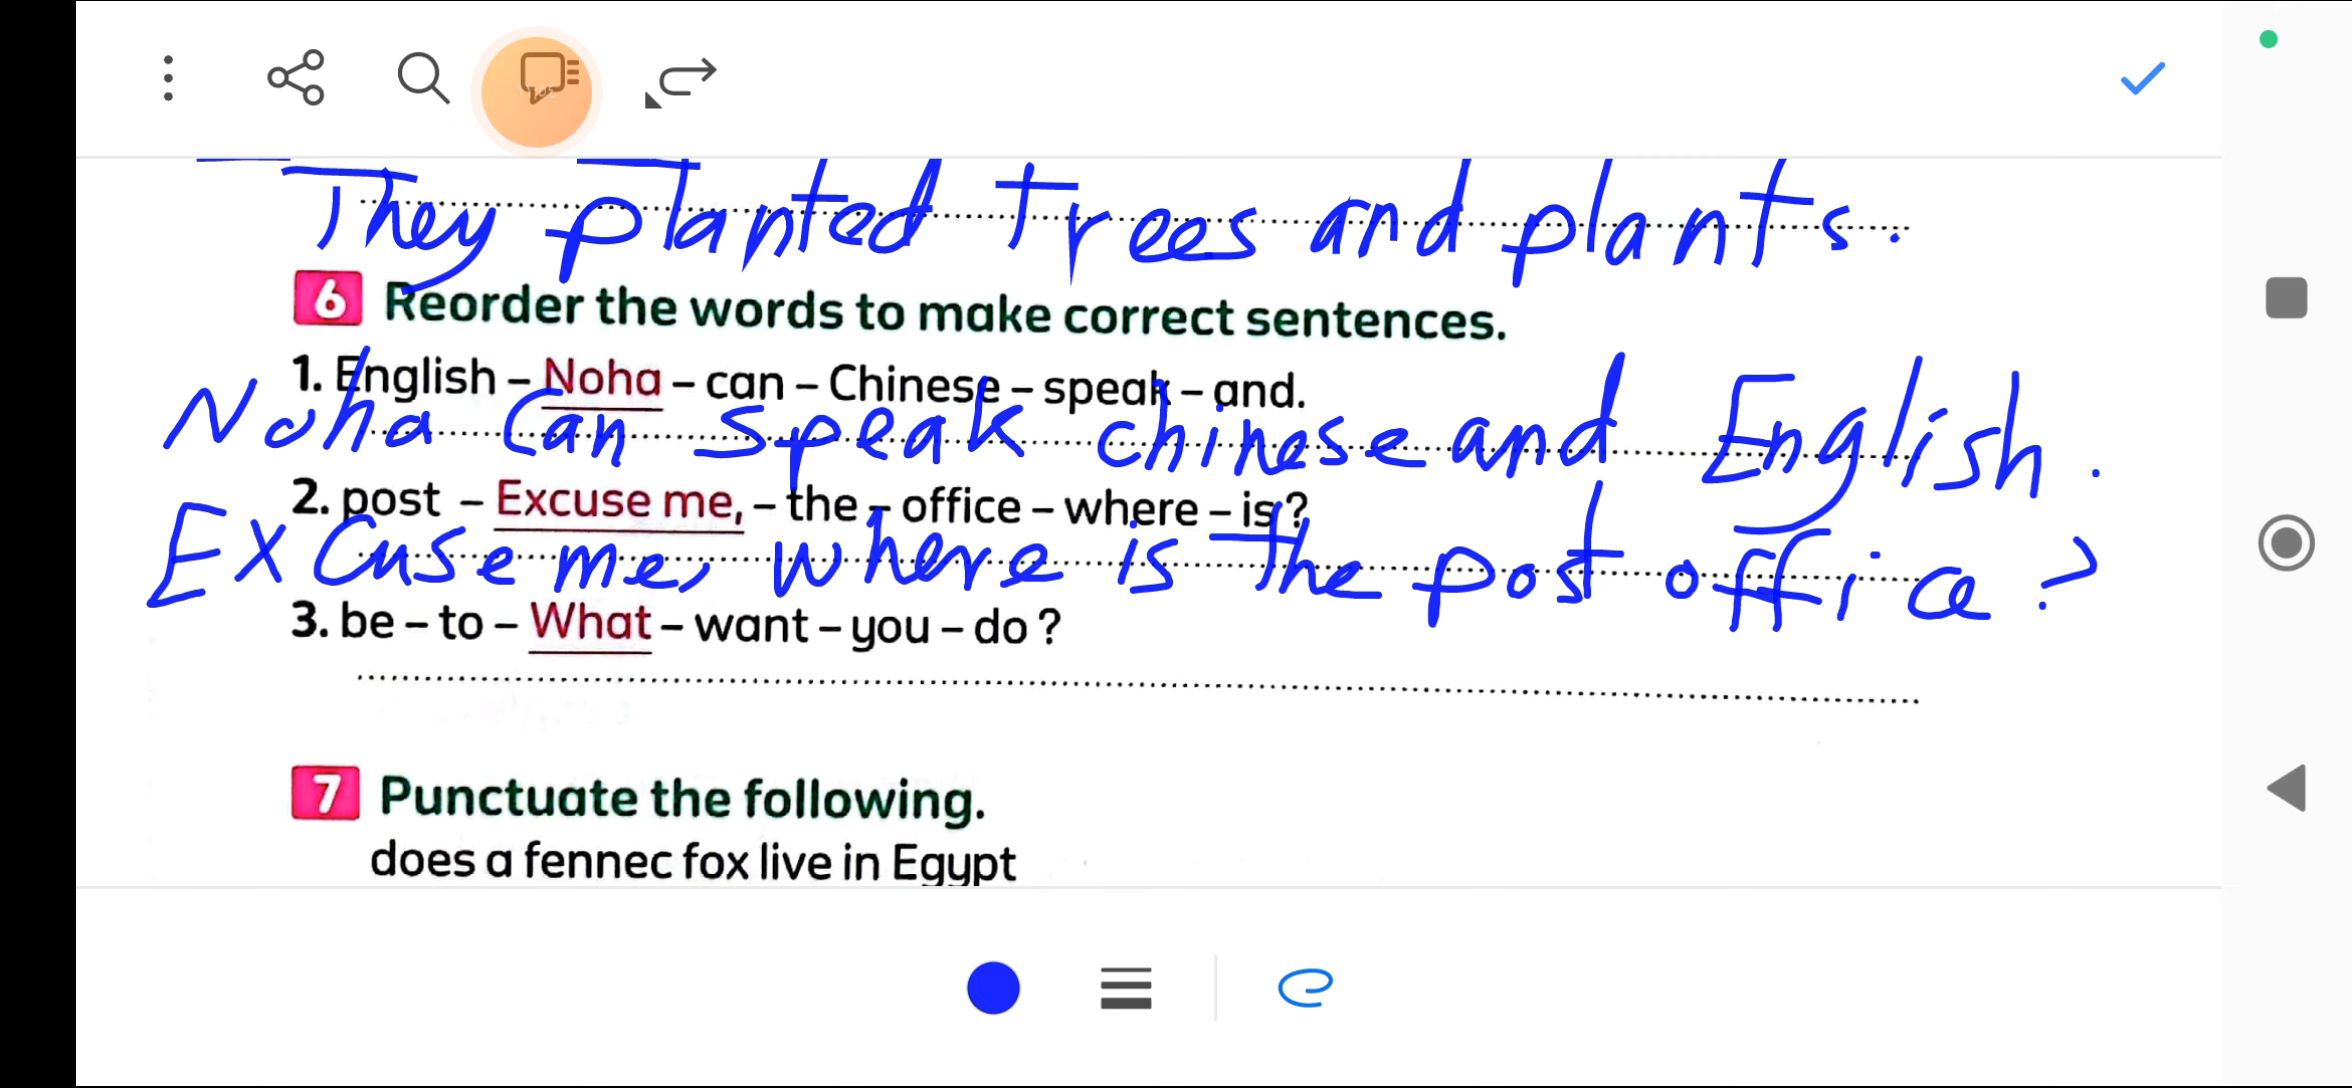 They planted trees and plants.
6 Reorder the words to make correct sentences.
1. English – Noha – can – Chinese – speak – and.
Noha can speak chinese and English.
2. post – Excuse me, – the – office – where – is ?
Excuse me, where is the post office?
3. be – to – What – want – you – do ?
7 Punctuate the following.
does a fennec fox live in Egypt